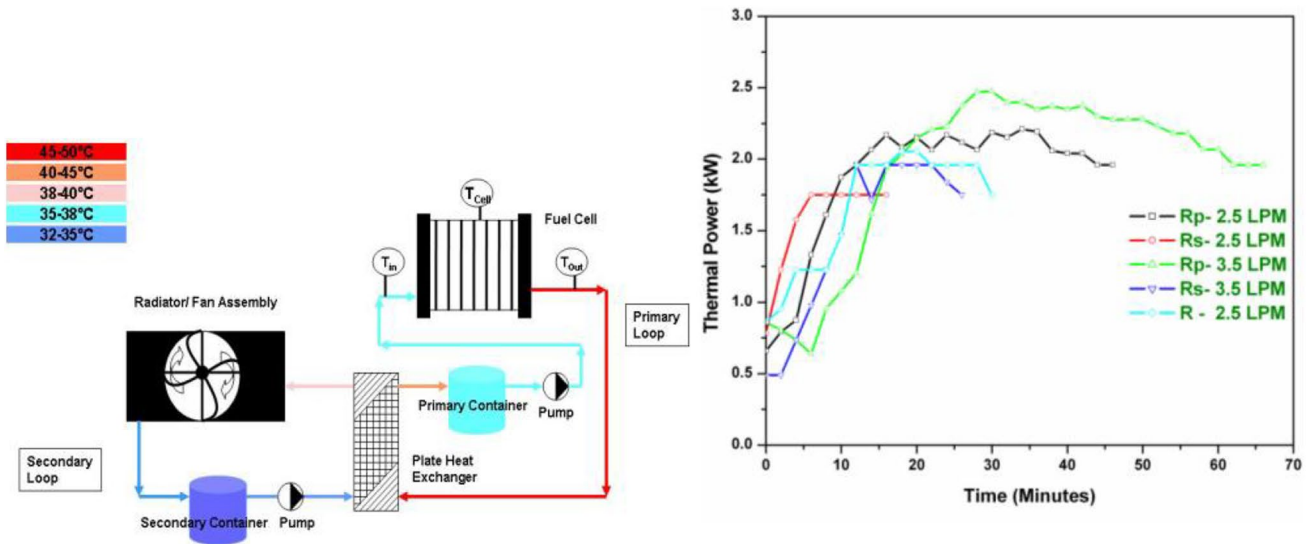 45-50°C
40-45°C
38-40°C
35-38°C
32-35°C
TCell
Fuel Cell
Tin
TOut
Radiator/ Fan Assembly
Primary
Loop
Primary Container
Pump
Secondary
Loop
Plate Heat
Exchanger
Secondary Container
Pump
Thermal Power (kW)
3.0
2.5
2.0
1.5
1.0
0.5
0.0
Rp- 2.5 LPM
Rs- 2.5 LPM
Rp- 3.5 LPM
Rs- 3.5 LPM
R - 2.5 LPM
0 10 20 30 40 50 60 70
Time (Minutes)